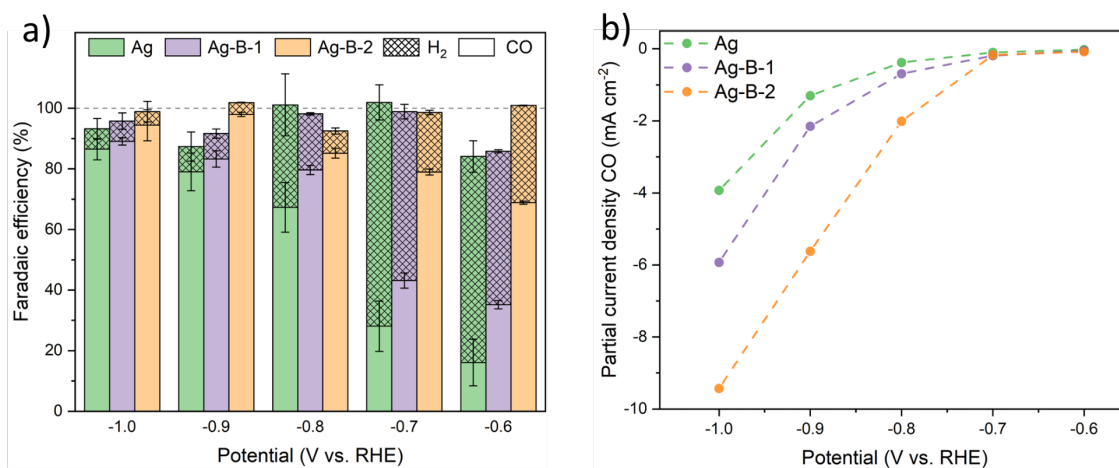 a)
Ag Ag-B-1 Ag-B-2 H₂ CO
Faradaic efficiency (%)
100
80
60
40
20
0
-1.0 -0.9 -0.8 -0.7 -0.6
Potential (V vs. RHE)
b)
Ag
Ag-B-1
Ag-B-2
Partial current density CO (mA cm⁻²)
0
-2
-4
-6
-8
-10
-1.0 -0.9 -0.8 -0.7 -0.6
Potential (V vs. RHE)